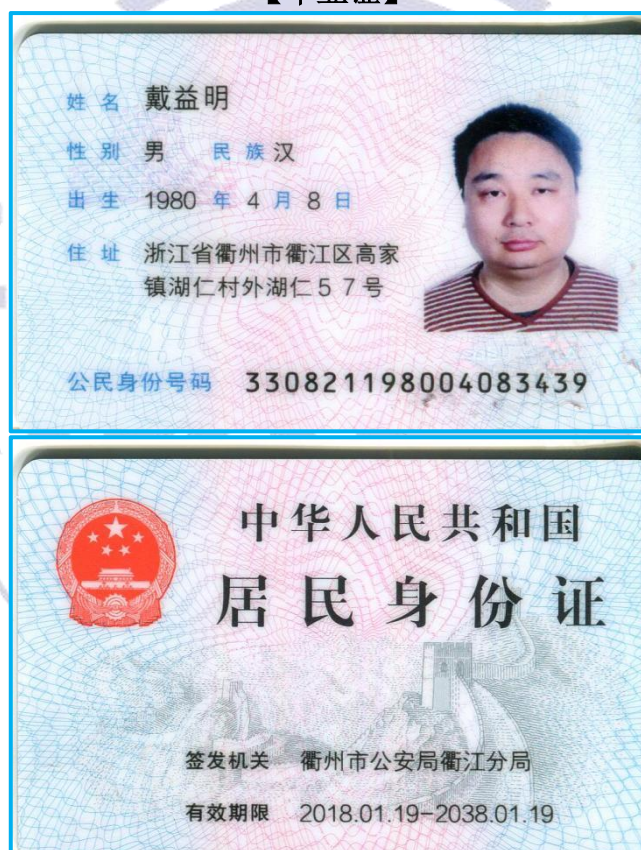 姓名 戴益明
性别 男 民族 汉
出生 1980 年 4 月 8 日
住址 浙江省衢州市衢江区高家
镇湖仁村外湖仁57号
公民身份号码 330821198004083439
中华人民共和国
居民身份证
签发机关 衢州市公安局衢江分局
有效期限 2018.01.19-2038.01.19